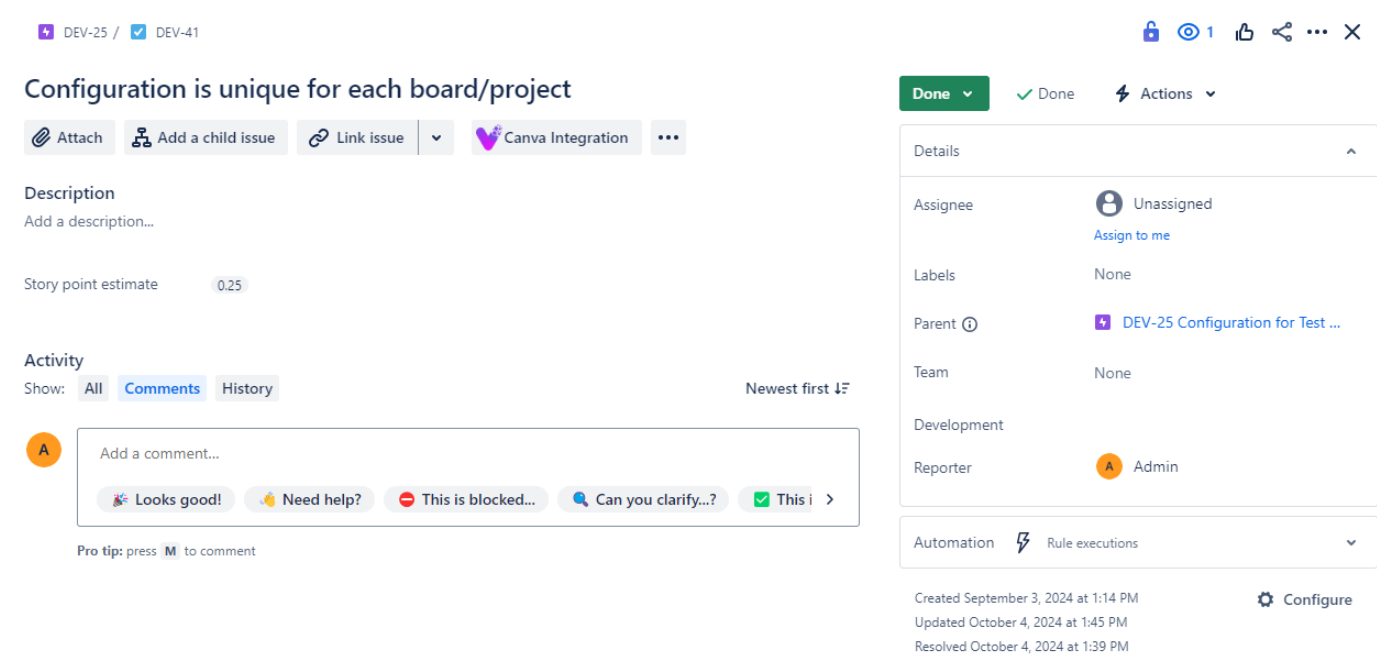 DEV-25 / DEV-41
1
Configuration is unique for each board/project
Done
Done
Actions
Attach
Add a child issue
Link issue
Canva Integration
Description
Add a description...
Story point estimate
0.25
Activity
Show: All Comments History
Newest first
A
Add a comment...
Looks good!
Need help?
This is blocked...
Can you clarify...?
This i
Pro tip: press M to comment
Details
Assignee
Unassigned
Assign to me
Labels
None
Parent
DEV-25 Configuration for Test ...
Team
None
Development
Reporter
A
Admin
Automation
Rule executions
Created September 3, 2024 at 1:14 PM
Configure
Updated October 4, 2024 at 1:45 PM
Resolved October 4, 2024 at 1:39 PM